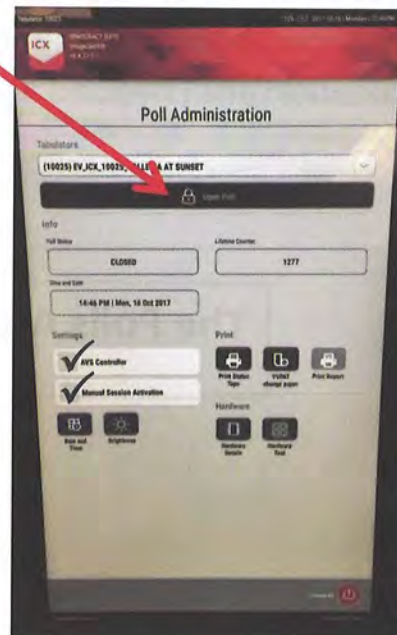 ICX
Poll Administration
Tabulators
(10025) EV_ICX_10025_ A AT SUNSET
Open Poll
Info
Poll Status
Lifetime Counter
CLOSED
1277
Time and Date
14:46 PM | Mon, 16 Oct 2017
Settings
Print
AVS Controller
Manual Session Activation
Print Status
Tape
VVPAT
change paper
Print Report
Hardware
Date and
Time
Brightness
Hardware
Details
Hardware
Test